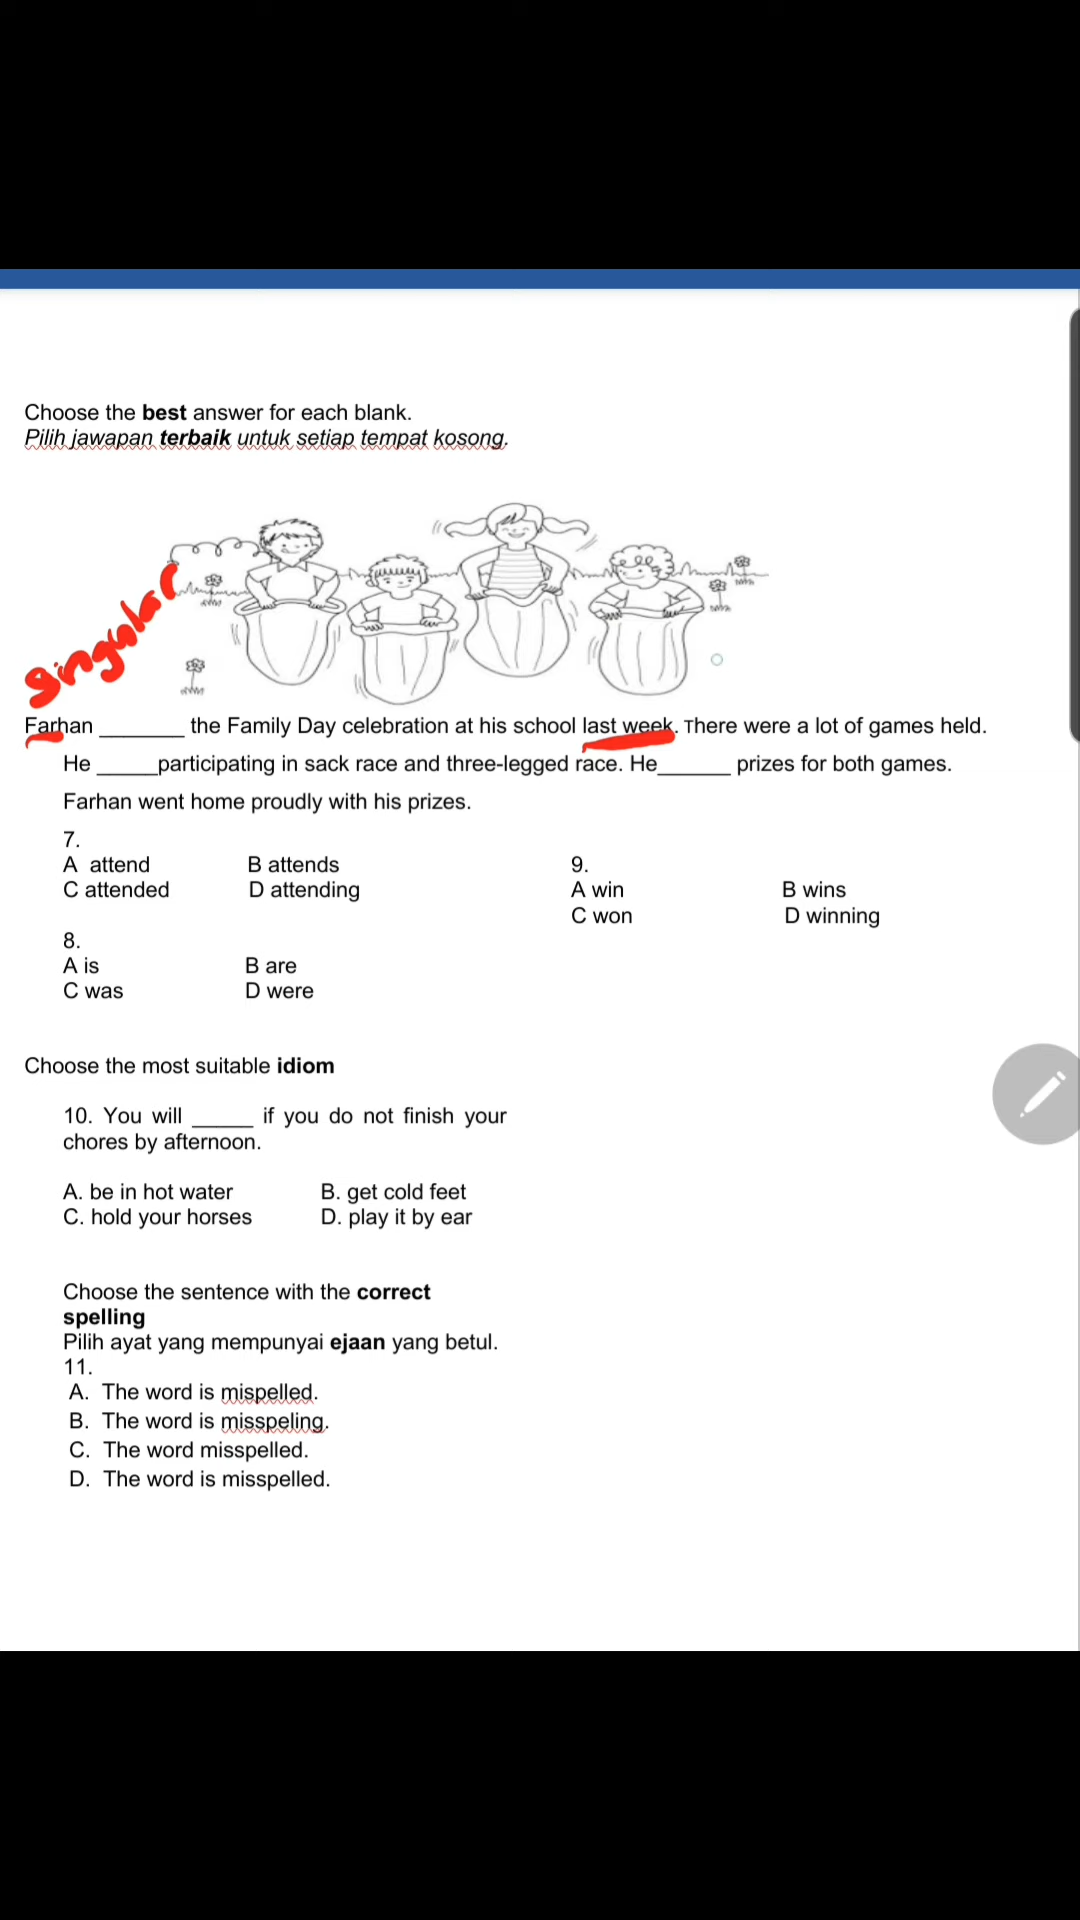 Choose the best answer for each blank.
Pilih jawapan terbaik untuk setiap tempat kosong.
Singular
Farhan ________ the Family Day celebration at his school last week. There were a lot of games held.
He ______participating in sack race and three-legged race. He_______ prizes for both games.
Farhan went home proudly with his prizes.
7.
A attend B attends
C attended D attending
9.
A win B wins
C won D winning
8.
A is B are
C was D were
Choose the most suitable idiom
10. You will ______ if you do not finish your
chores by afternoon.
A. be in hot water B. get cold feet
C. hold your horses D. play it by ear
Choose the sentence with the correct
spelling
Pilih ayat yang mempunyai ejaan yang betul.
11.
A. The word is mispelled.
B. The word is misspeling.
C. The word misspelled.
D. The word is misspelled.